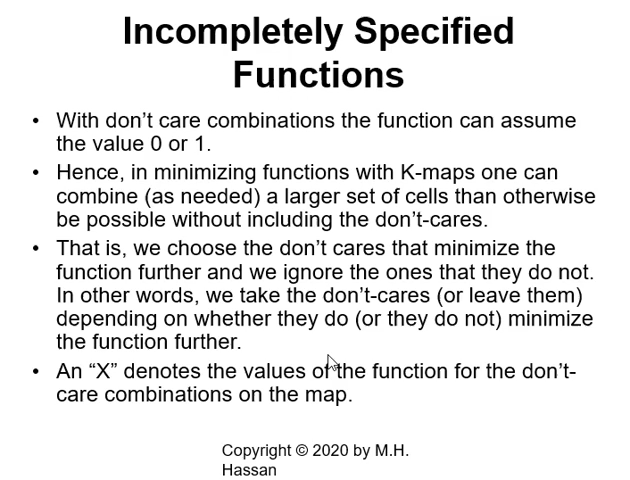 Incompletely Specified
Functions
• With don’t care combinations the function can assume
the value 0 or 1.
• Hence, in minimizing functions with K-maps one can
combine (as needed) a larger set of cells than otherwise
be possible without including the don’t-cares.
• That is, we choose the don’t cares that minimize the
function further and we ignore the ones that they do not.
In other words, we take the don’t-cares (or leave them)
depending on whether they do (or they do not) minimize
the function further.
• An “X” denotes the values of the function for the don’t-
care combinations on the map.
Copyright © 2020 by M.H.
Hassan